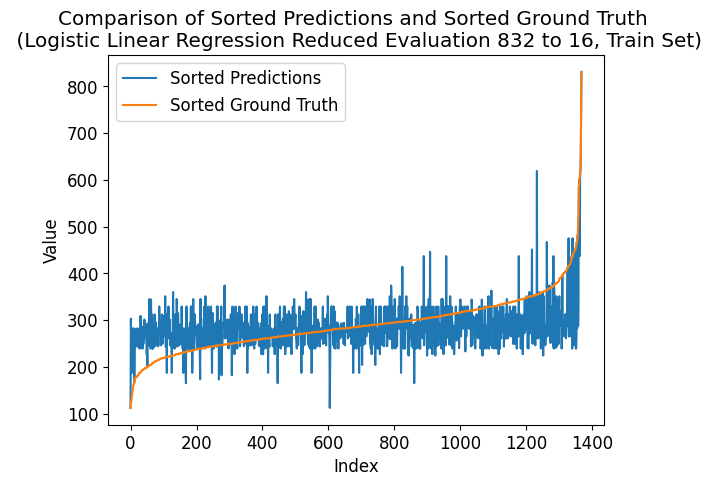 Comparison of Sorted Predictions and Sorted Ground Truth
(Logistic Linear Regression Reduced Evaluation 832 to 16, Train Set)
Sorted Predictions
Sorted Ground Truth
800
700
600
500
400
300
200
100
Value
0 200 400 600 800 1000 1200 1400
Index